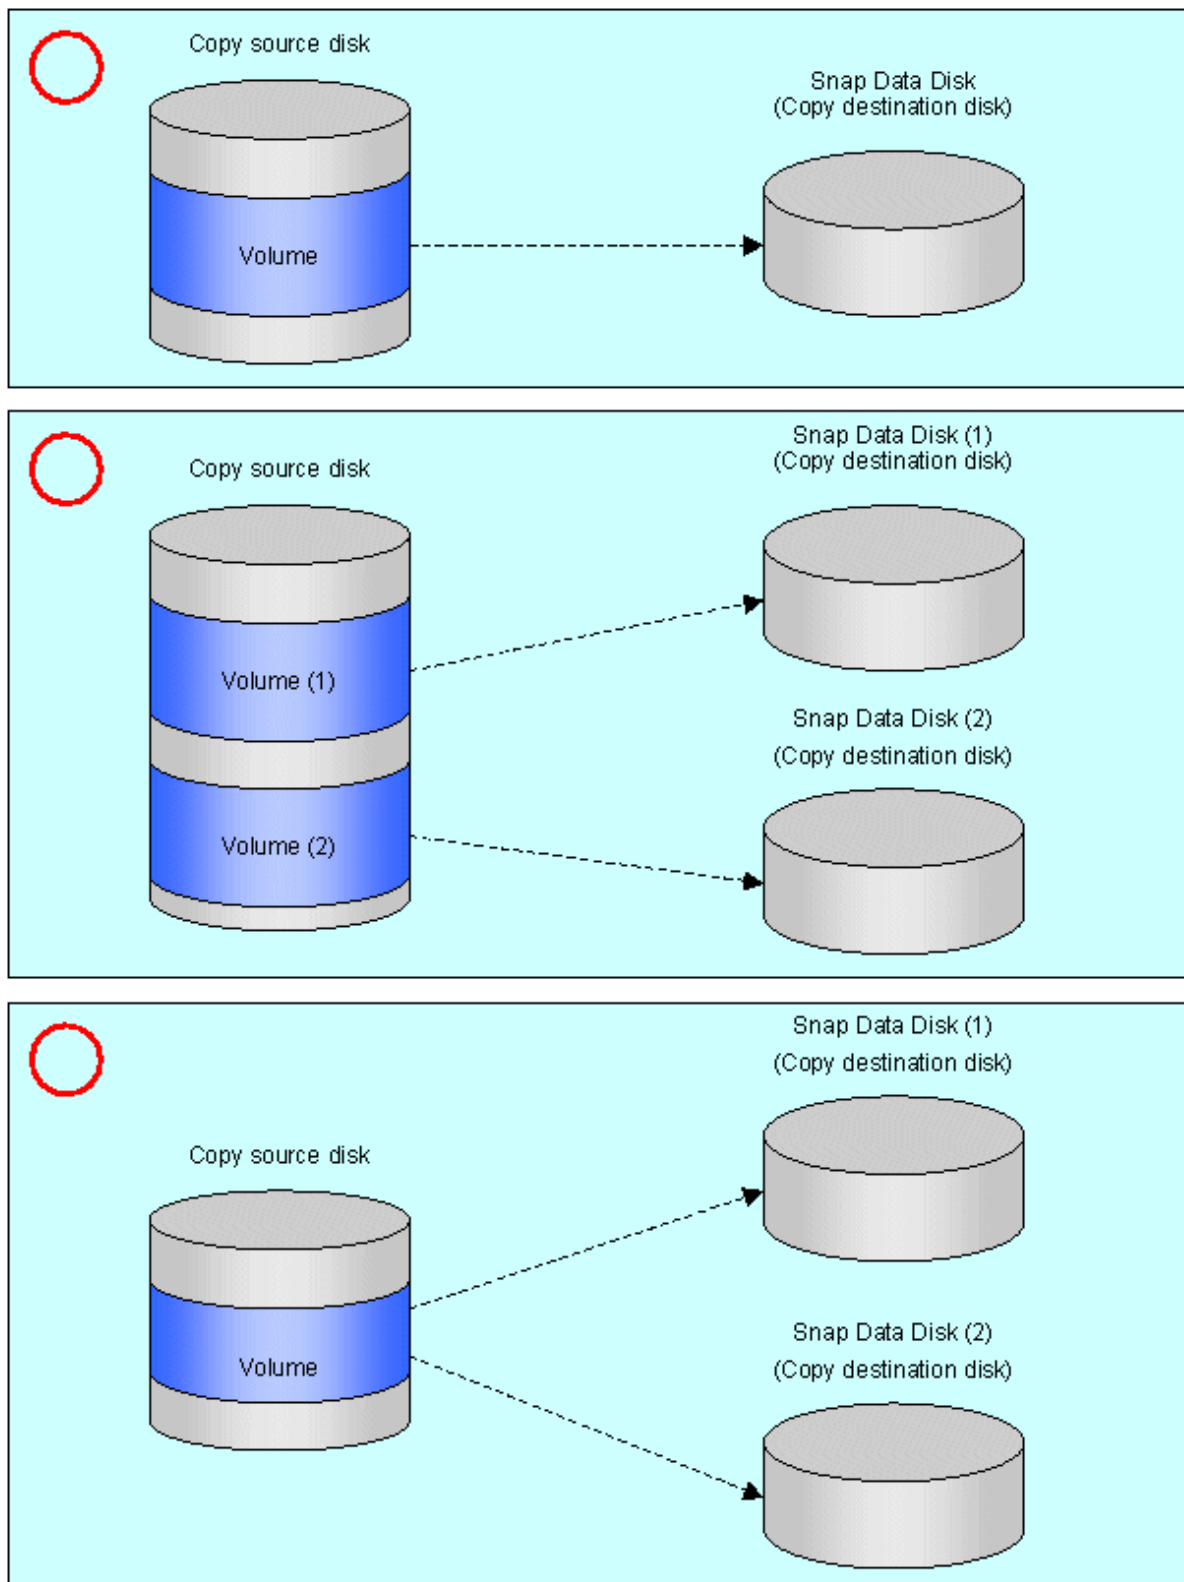 Copy source disk
Snap Data Disk
(Copy destination disk)
Volume
Snap Data Disk (1)
(Copy destination disk)
Copy source disk
Volume (1)
Snap Data Disk (2)
(Copy destination disk)
Volume (2)
Snap Data Disk (1)
(Copy destination disk)
Copy source disk
Snap Data Disk (2)
(Copy destination disk)
Volume